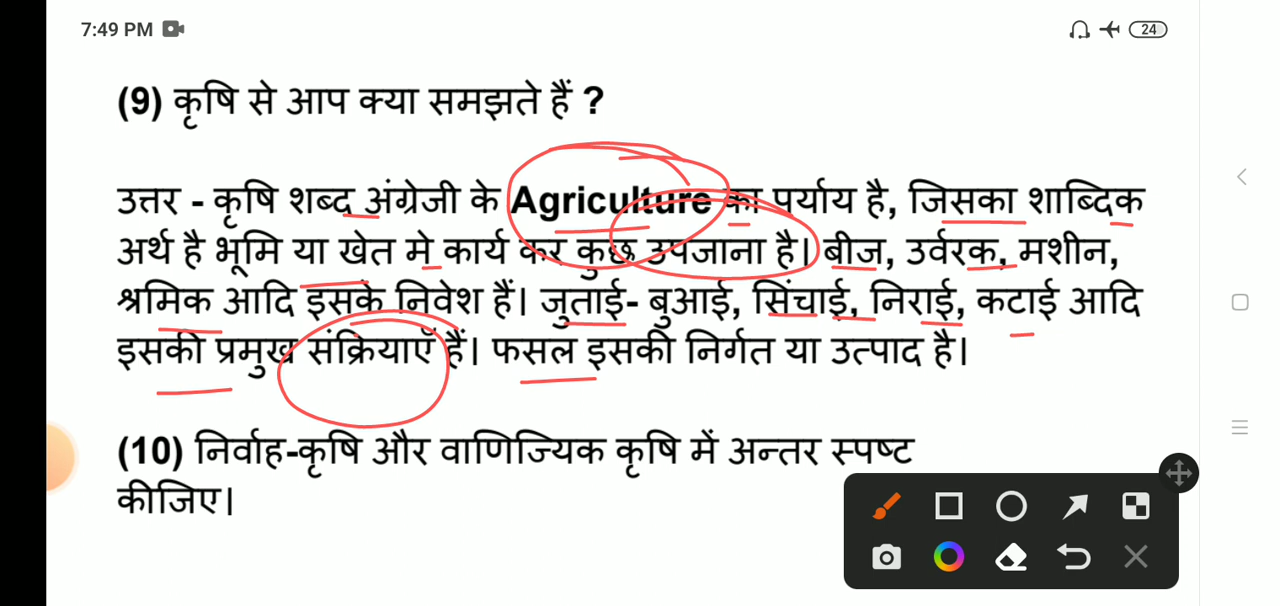 7:49 PM
24
(9) कृषि से आप क्या समझते हैं ?
उत्तर - कृषि शब्द अंग्रेजी के Agriculture का पर्याय है, जिसका शाब्दिक
अर्थ है भूमि या खेत मे कार्य कर कुछ उपजाना है। बीज, उर्वरक, मशीन,
श्रमिक आदि इसके निवेश हैं। जुताई- बुआई, सिंचाई, निराई, कटाई आदि
इसकी प्रमुख संक्रियाएँ हैं। फसल इसकी निर्गत या उत्पाद है।
(10) निर्वाह-कृषि और वाणिज्यिक कृषि में अन्तर स्पष्ट
कीजिए।